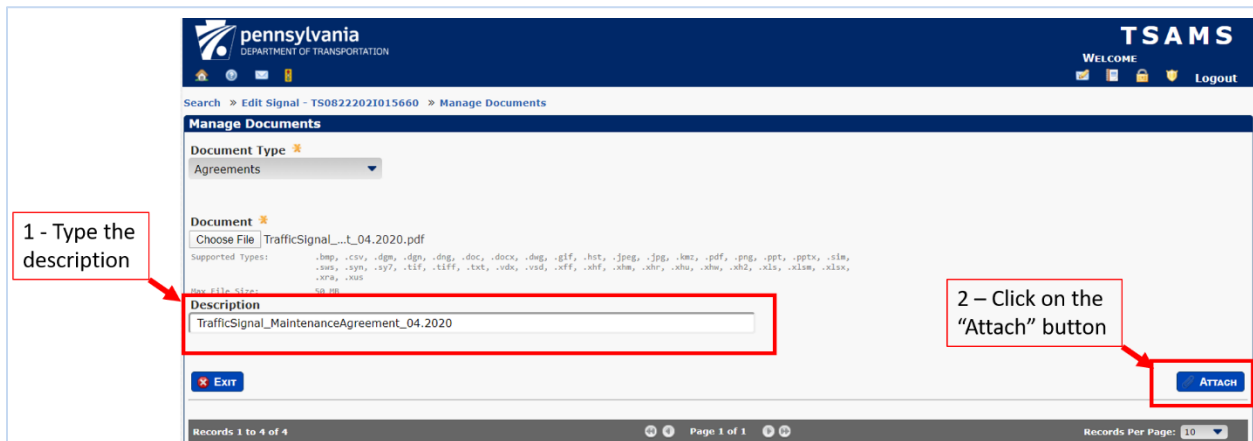 pennsylvania
DEPARTMENT OF TRANSPORTATION
TSAMS
WELCOME
Logout
Search » Edit Signal - TS0822202I015660 » Manage Documents
Manage Documents
Document Type
Agreements
Document
Choose File TrafficSignal_...t_04.2020.pdf
Supported Types: .bmp, .csv, .dgm, .dgn, .dng, .doc, .docx, .dwg, .gif, .hst, .jpeg, .jpg, .kmz, .pdf, .png, .ppt, .pptx, .sim,
.sws, .syn, .sy7, .tif, .tiff, .txt, .vdx, .vsd, .xff, .xhf, .xhm, .xhr, .xhu, .xhw, .xh2, .xls, .xlsm, .xlsx,
.xra, .xus
Max File Size: 50 MB
1 - Type the
description
Description
TrafficSignal_MaintenanceAgreement_04.2020
2 – Click on the
“Attach” button
EXIT
ATTACH
Records 1 to 4 of 4
Page 1 of 1
Records Per Page: 10